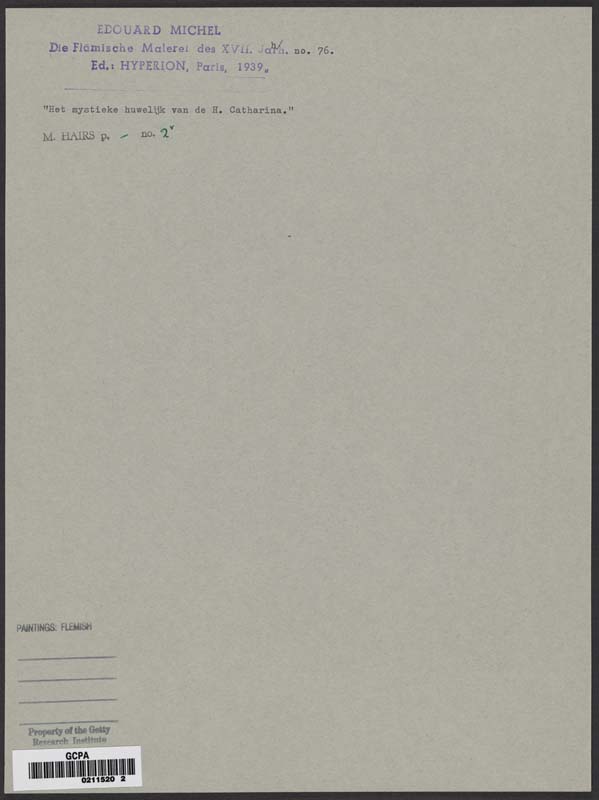 EDOUARD MICHEL
Die Flämische Malerei des XVII. Jahrh. no. 76.
Ed.: HYPERION, Paris, 1939.
"Het mystieke huwelijk van de H. Catharina."
M. HAIRS p. — no. 2
PAINTINGS: FLEMISH
Property of the Getty
Research Institute
GCPA
0211520 2